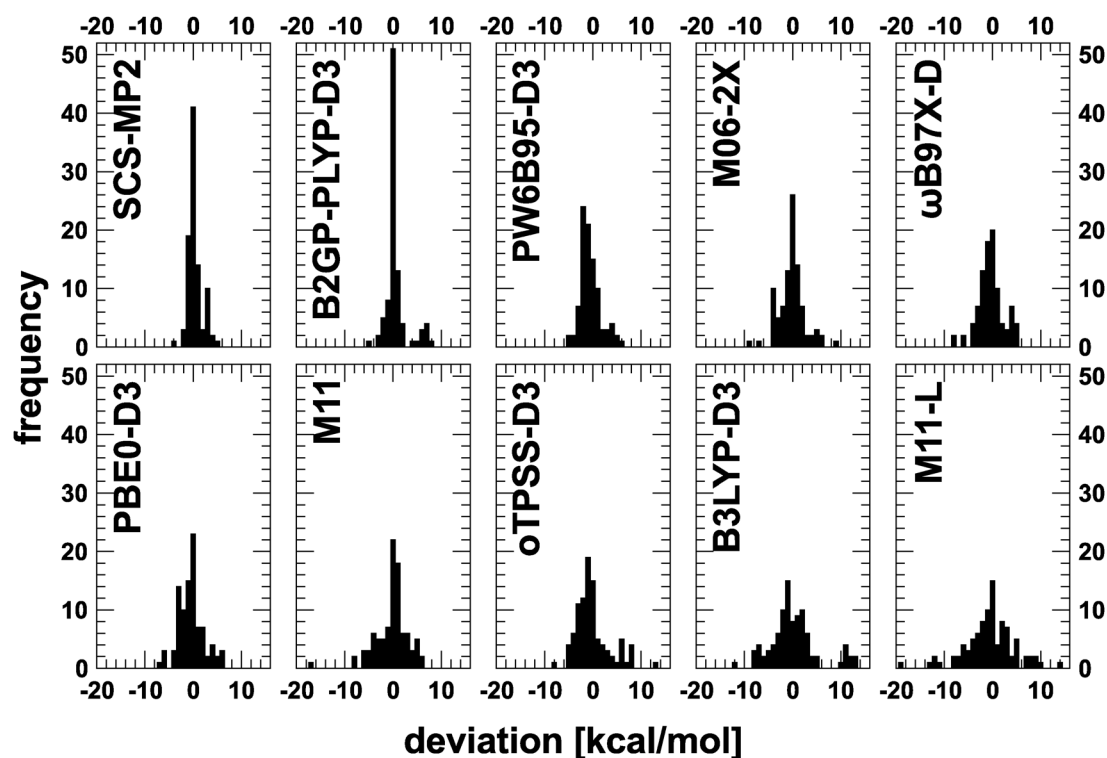 -20 -10 0 10 -20 -10 0 10 -20 -10 0 10 -20 -10 0 10 -20 -10 0 10
50 50
40 40
30 30
20 20
10 10
0 0
SCS-MP2
B2GP-PLYP-D3
PW6B95-D3
M06-2X
ωB97X-D
frequency
50 50
40 40
30 30
20 20
10 10
0 0
PBE0-D3
M11
oTPSS-D3
B3LYP-D3
M11-L
-20 -10 0 10 -20 -10 0 10 -20 -10 0 10 -20 -10 0 10 -20 -10 0 10
deviation [kcal/mol]